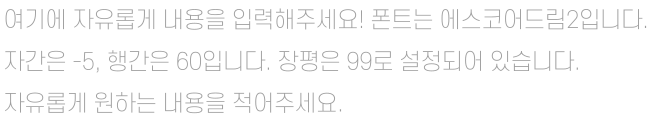 여기에 자유롭게 내용을 입력해주세요! 폰트는 에스코어드림2입니다.
자간은 -5, 행간은 60입니다. 장평은 99로 설정되어 있습니다.
자유롭게 원하는 내용을 적어주세요.